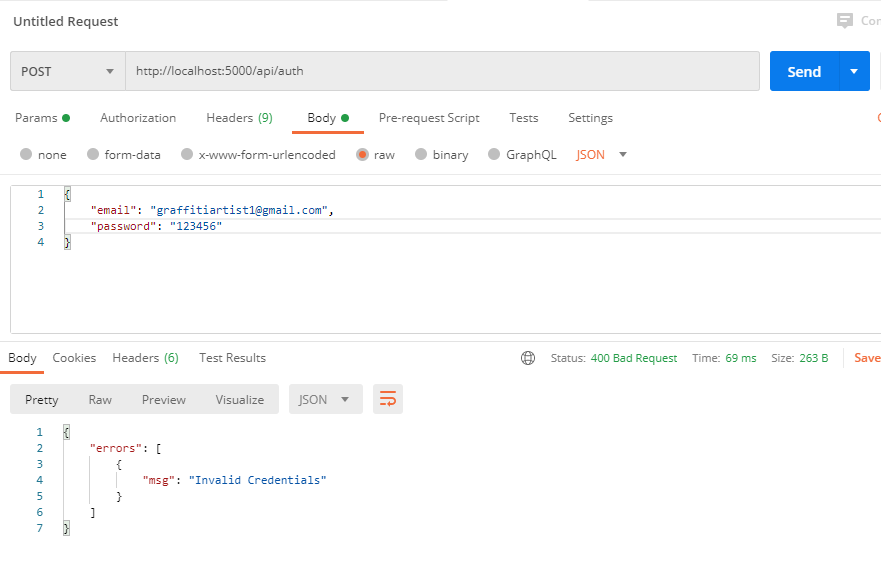 Untitled Request
POST http://localhost:5000/api/auth Send
Params Authorization Headers (9) Body Pre-request Script Tests Settings
none form-data x-www-form-urlencoded raw binary GraphQL JSON
1 {
2 "email": "graffitiartist1@gmail.com",
3 "password": "123456"
4 }
Body Cookies Headers (6) Test Results Status: 400 Bad Request Time: 69 ms Size: 263 B Save
Pretty Raw Preview Visualize JSON
1 {
2 "errors": [
3 {
4 "msg": "Invalid Credentials"
5 }
6 ]
7 }